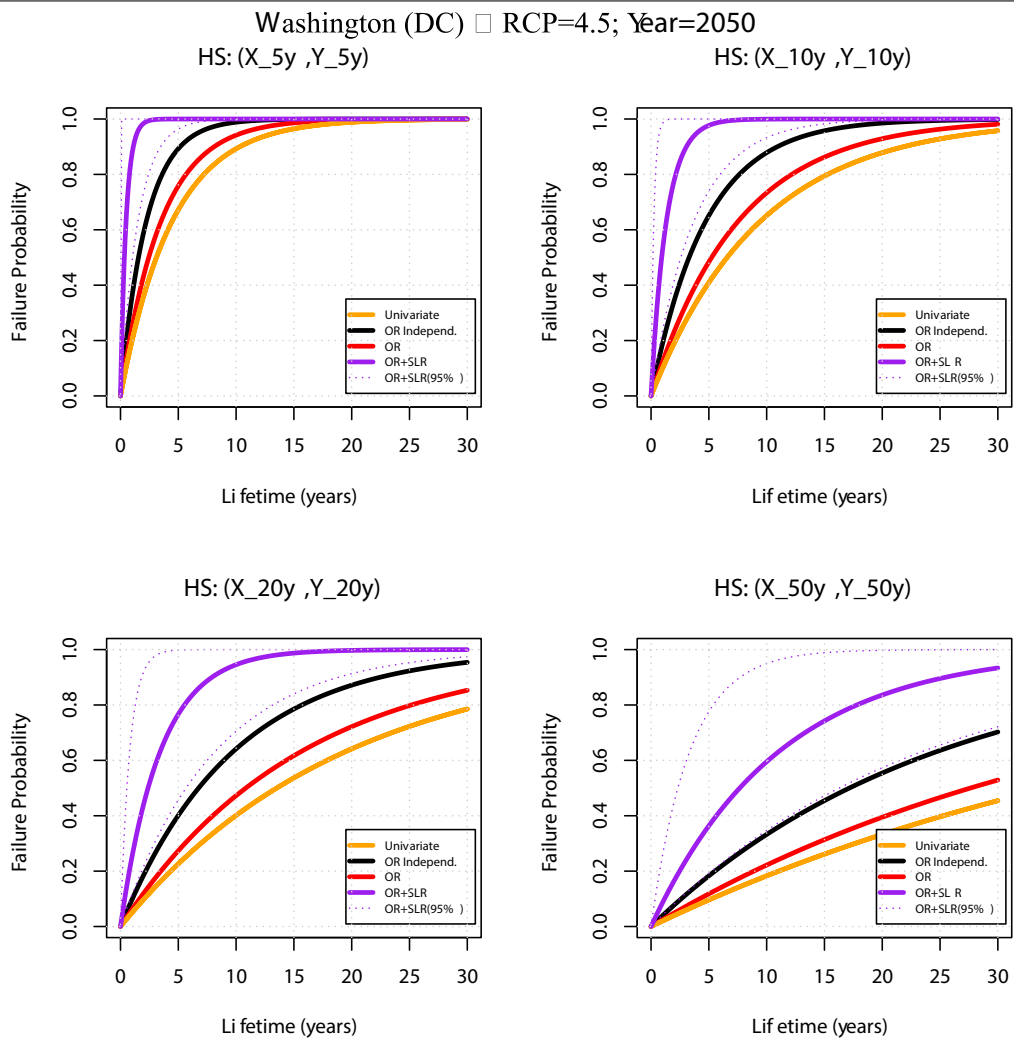 Washington (DC) □ RCP=4.5; Year=2050
HS: (X_5y ,Y_5y)
Failure Probability
1.0
0.8
0.6
0.4
0.2
0.0
Univariate
OR Independ.
OR
OR+SLR
OR+SLR(95% )
0 5 10 15 20 25 30
Li fetime (years)
HS: (X_10y ,Y_10y)
Failure Probability
1.0
0.8
0.6
0.4
0.2
0.0
Univariate
OR Independ.
OR
OR+SL R
OR+SLR(95% )
0 5 10 15 20 25 30
Lif etime (years)
HS: (X_20y ,Y_20y)
Failure Probability
1.0
0.8
0.6
0.4
0.2
0.0
Univariate
OR Independ.
OR
OR+SLR
OR+SLR(95% )
0 5 10 15 20 25 30
Li fetime (years)
HS: (X_50y ,Y_50y)
Failure Probability
1.0
0.8
0.6
0.4
0.2
0.0
Univariate
OR Independ.
OR
OR+SL R
OR+SLR(95% )
0 5 10 15 20 25 30
Lif etime (years)